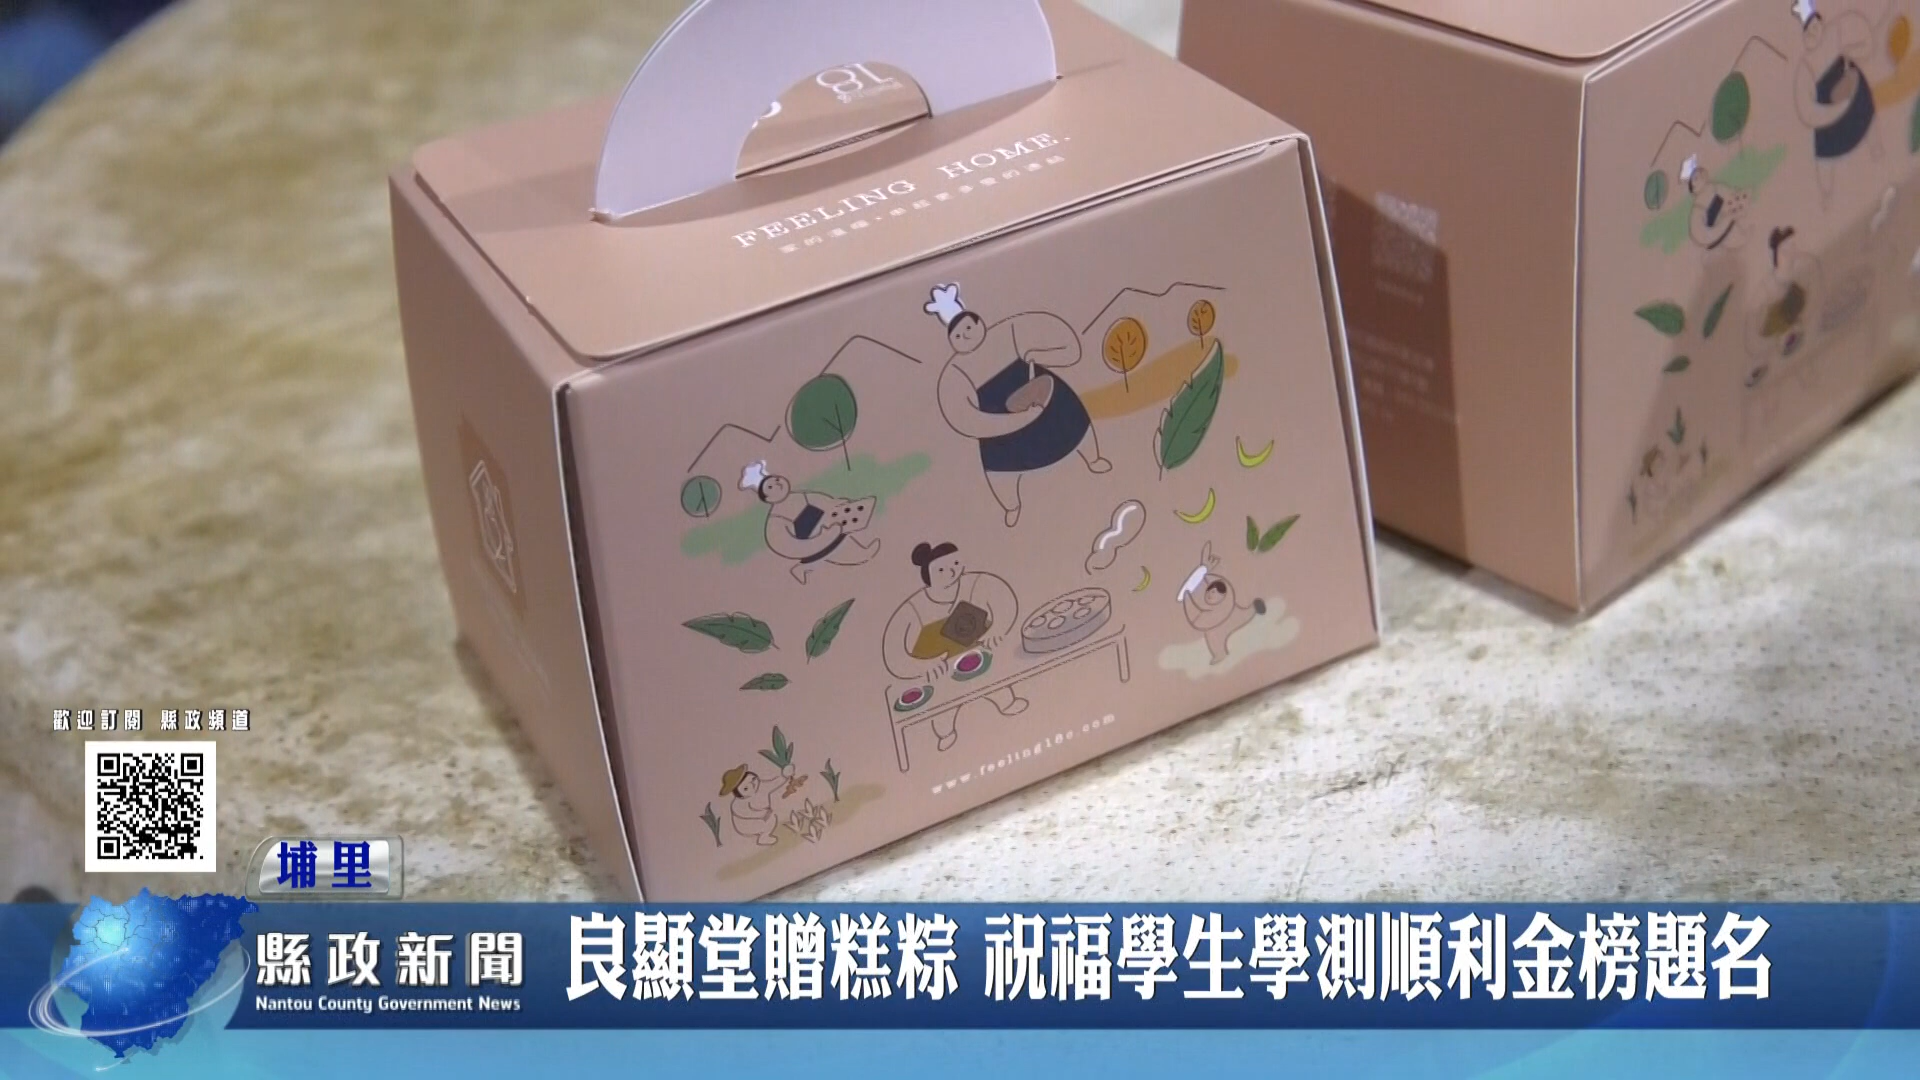 FEELING HOME.
www.feeling18c.com
歡迎訂閱 縣政頻道
埔里
縣政新聞
Nantou County Government News
良顯堂贈糕粽 祝福學生學測順利金榜題名